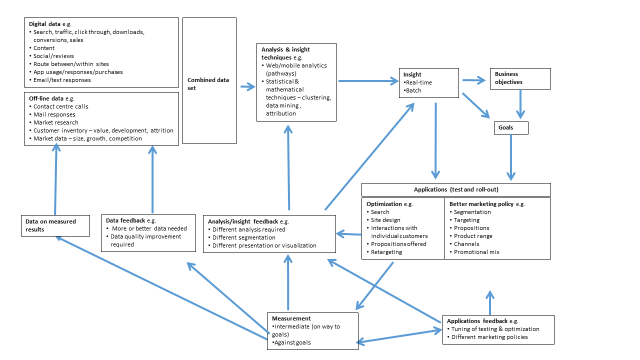 Digital data e.g.
• Search, traffic, click through, downloads,
conversions, sales
• Content
• Social/reviews
• Route between/within sites
• App usage/responses/purchases
• Email/text responses
Off-line data e.g.
• Contact centre calls
• Mail responses
• Market research
• Customer inventory – value, development, attrition
• Market data – size, growth, competition
Combined data
set
Analysis & insight
techniques e.g.
• Web/mobile analytics
(pathways)
• Statistical &
mathematical
techniques – clustering,
data mining,
attribution
Insight
•Real-time
•Batch
Business
objectives
Goals
Applications (test and roll-out)
Optimization e.g.
• Search
• Site design
• Interactions with
individual customers
• Propositions offered
• Retargeting
Better marketing policy e.g.
• Segmentation
• Targeting
• Propositions
• Product range
• Channels
• Promotional mix
Data on measured
results
Data feedback e.g.
• More or better data needed
• Data quality improvement
required
Analysis/insight feedback e.g.
• Different analysis required
• Different segmentation
• Different presentation or visualization
Measurement
•Intermediate (on way to
goals)
•Against goals
Applications feedback e.g.
• Tuning of testing & optimization
• Different marketing policies